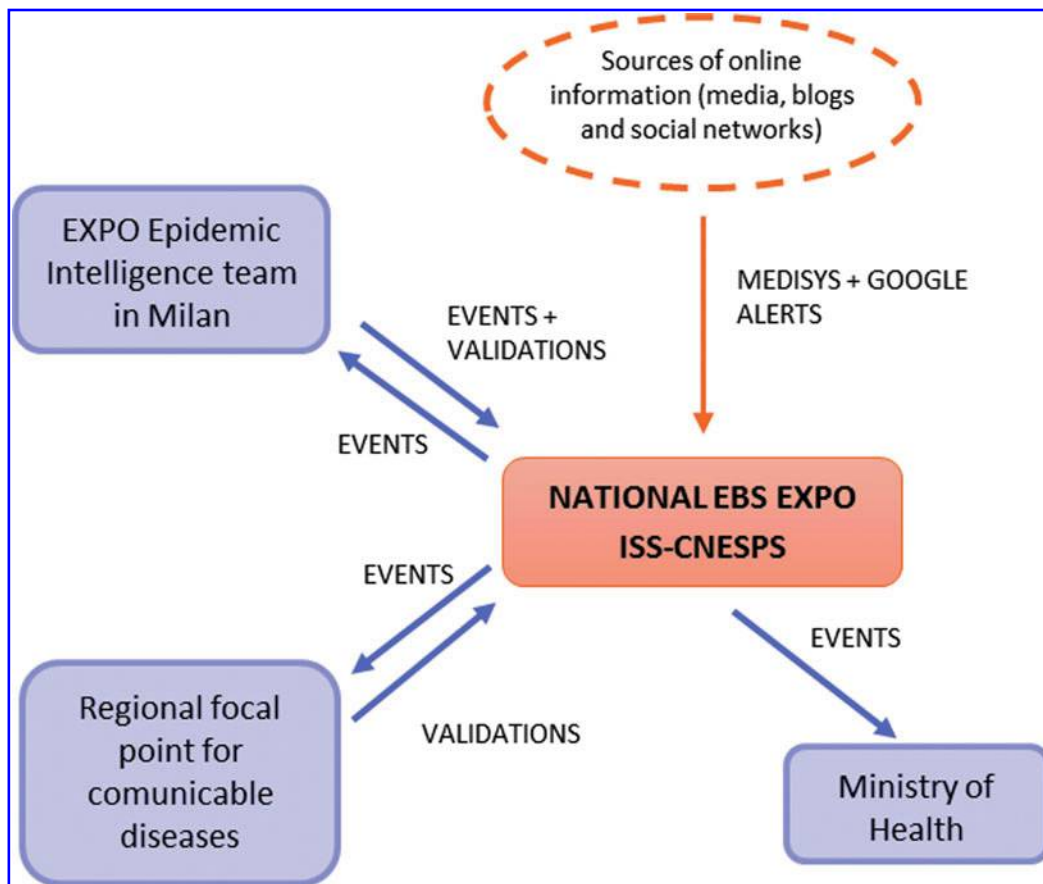 Sources of online
information (media, blogs
and social networks)
EXPO Epidemic
Intelligence team
in Milan
MEDISYS + GOOGLE
ALERTS
EVENTS +
VALIDATIONS
EVENTS
NATIONAL EBS EXPO
ISS-CNESPS
EVENTS
EVENTS
VALIDATIONS
Regional focal
point for
comunicable
diseases
Ministry of
Health